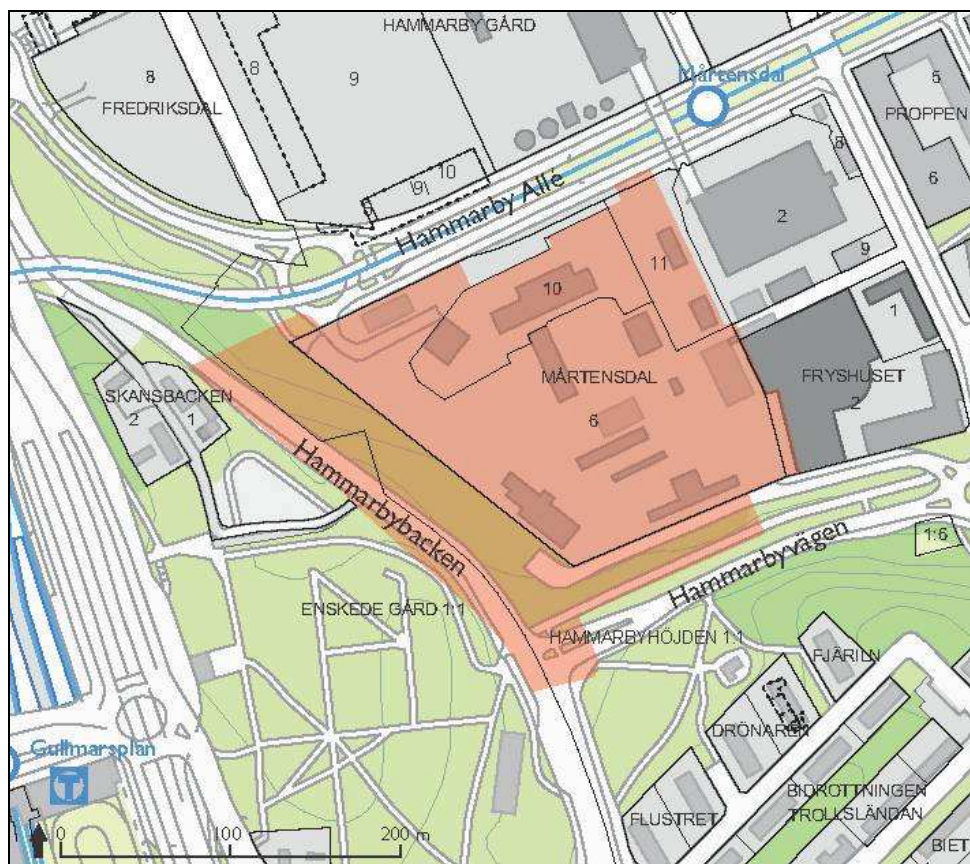 HAMMARBY GÅRD
8
8
9
FREDRIKSDAL
Mårtensdal
5
PROPPEN
6
10
9
8
2
9
Hammarby Allé
11
10
MÅRTENSDAL
6
1
FRYSHUSET
2
SKANSBACKEN
2
1
Hammarbybacken
Hammarbyvägen
1:6
ENSKEDE GÅRD 1:1
HAMMARBYHÖJDEN 1:1
FJÄRILN
DRÖNAREN
Gullmarsplan
T
BIDROTTNINGEN
TROLLSLÄNDAN
FLUSTRET
BIET
0
100
200 m